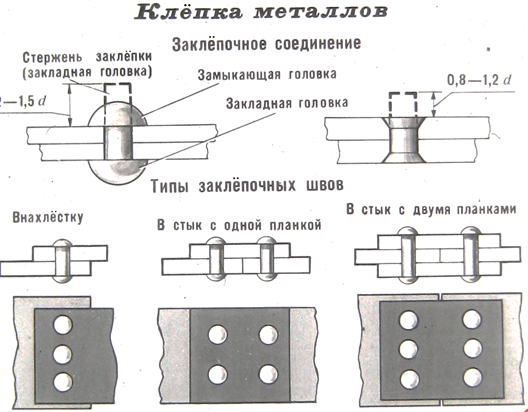 Клёпка металлов
Заклёпочное соединение
Стержень заклёпки
(закладная головка)
Замыкающая головка
Закладная головка
2—1,5 d
0,8—1,2 d
Типы заклёпочных швов
Внахлёстку
В стык с одной планкой
В стык с двумя планками